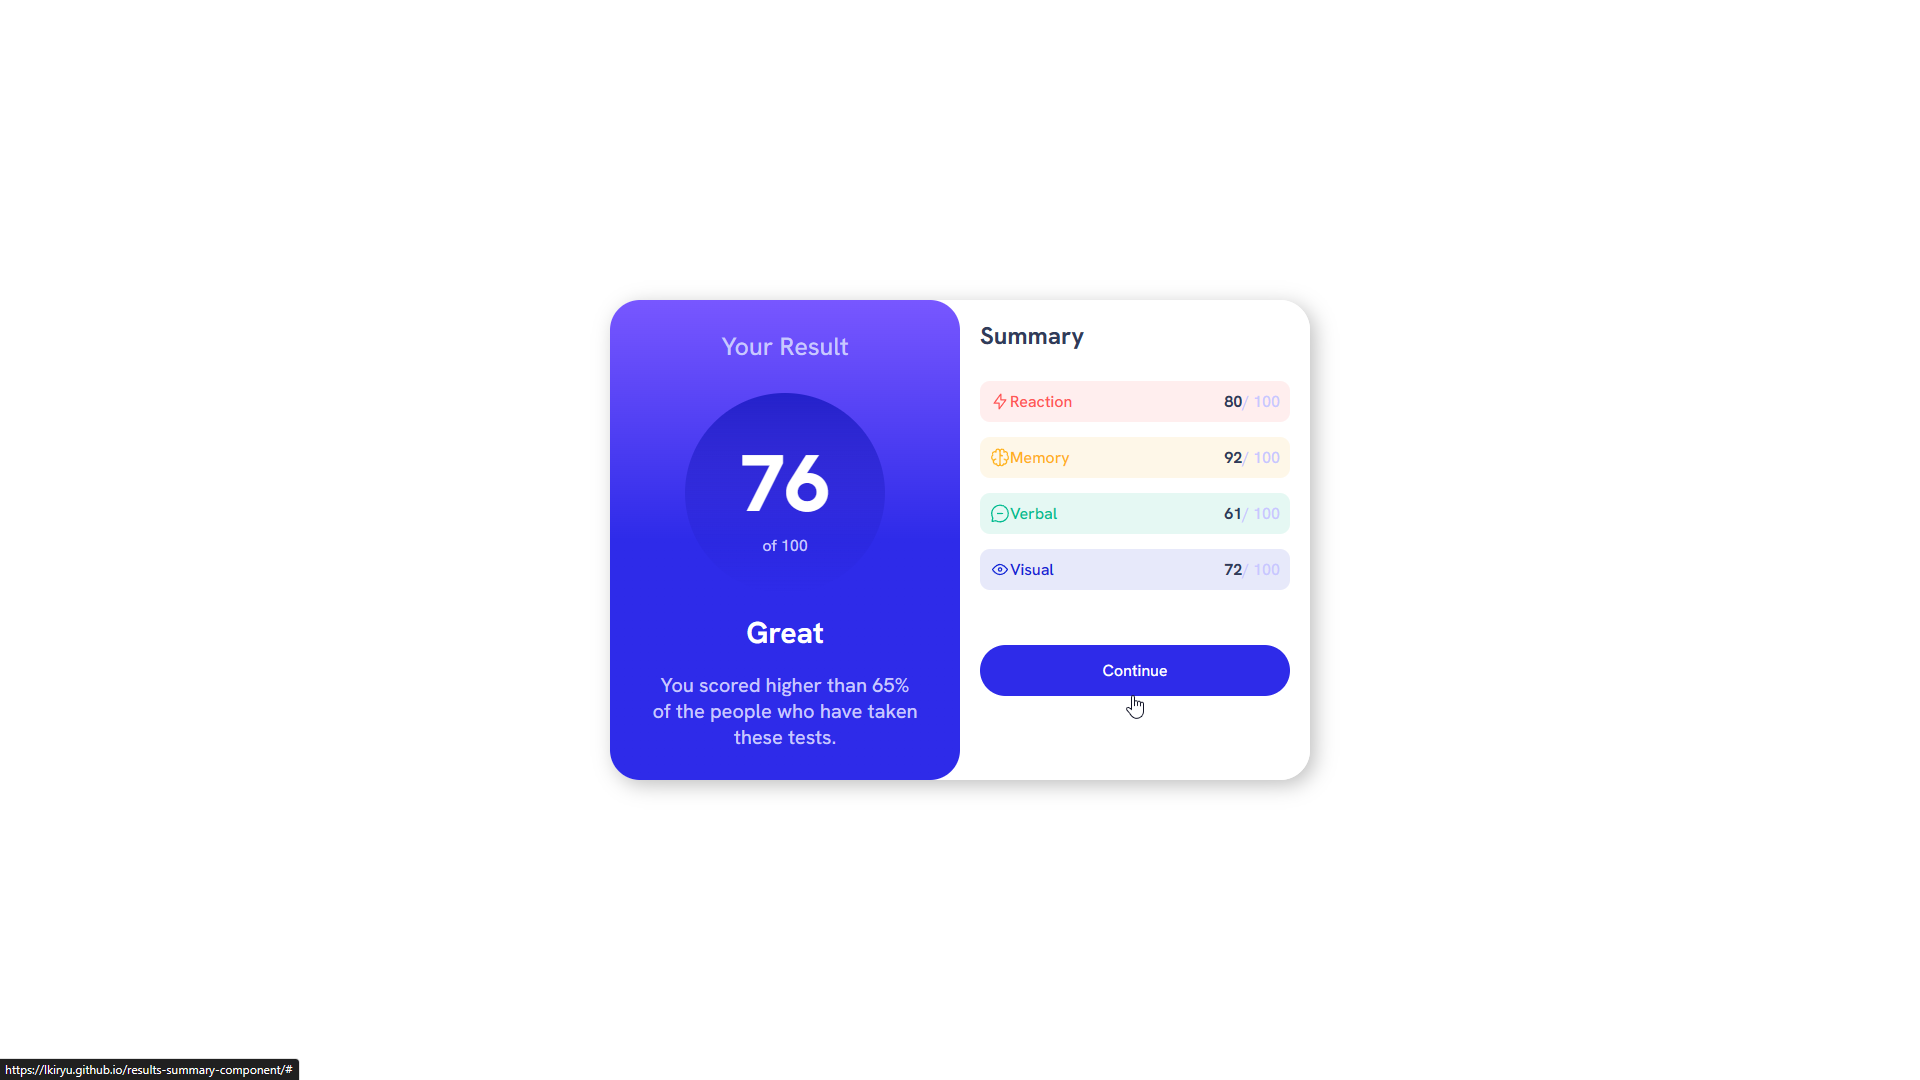 Your Result
76
of 100
Great
You scored higher than 65%
of the people who have taken
these tests.
Summary
Reaction 80/ 100
Memory 92/ 100
Verbal 61/ 100
Visual 72/ 100
Continue
https://lkiryu.github.io/results-summary-component/#